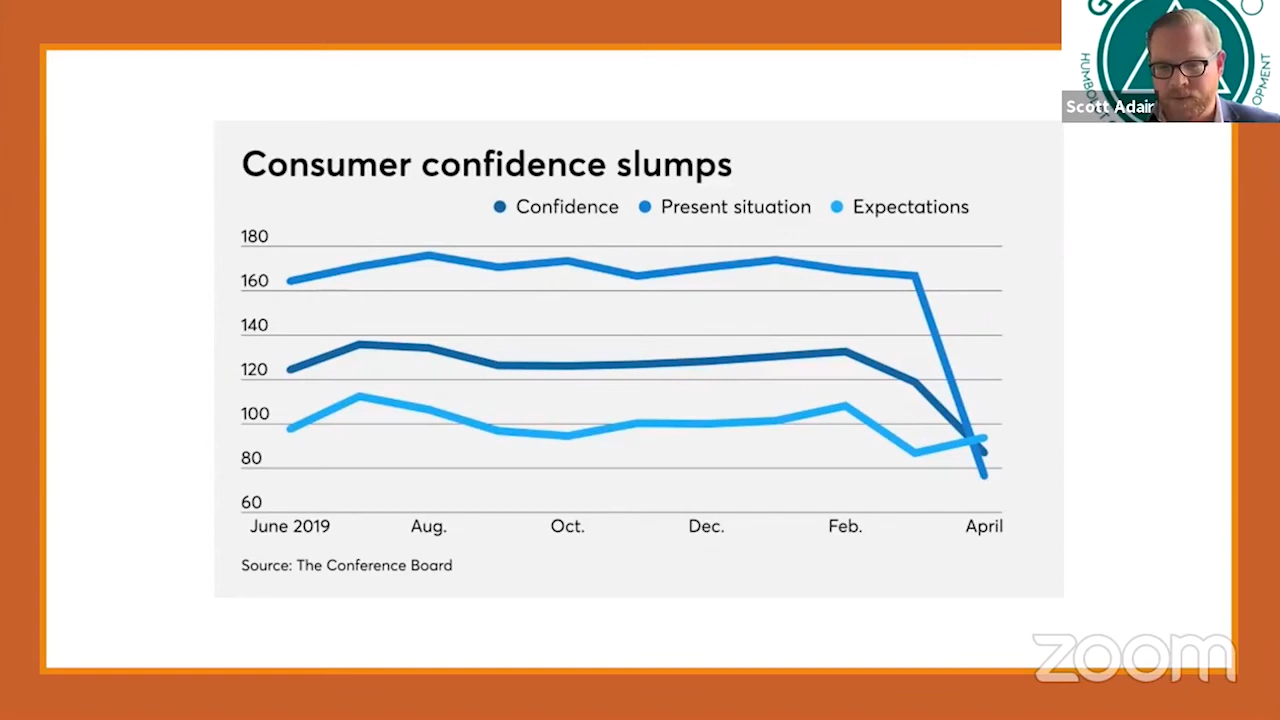 Scott Adair
Consumer confidence slumps
Confidence Present situation Expectations
180
160
140
120
100
80
60
June 2019 Aug. Oct. Dec. Feb. April
Source: The Conference Board
zoom